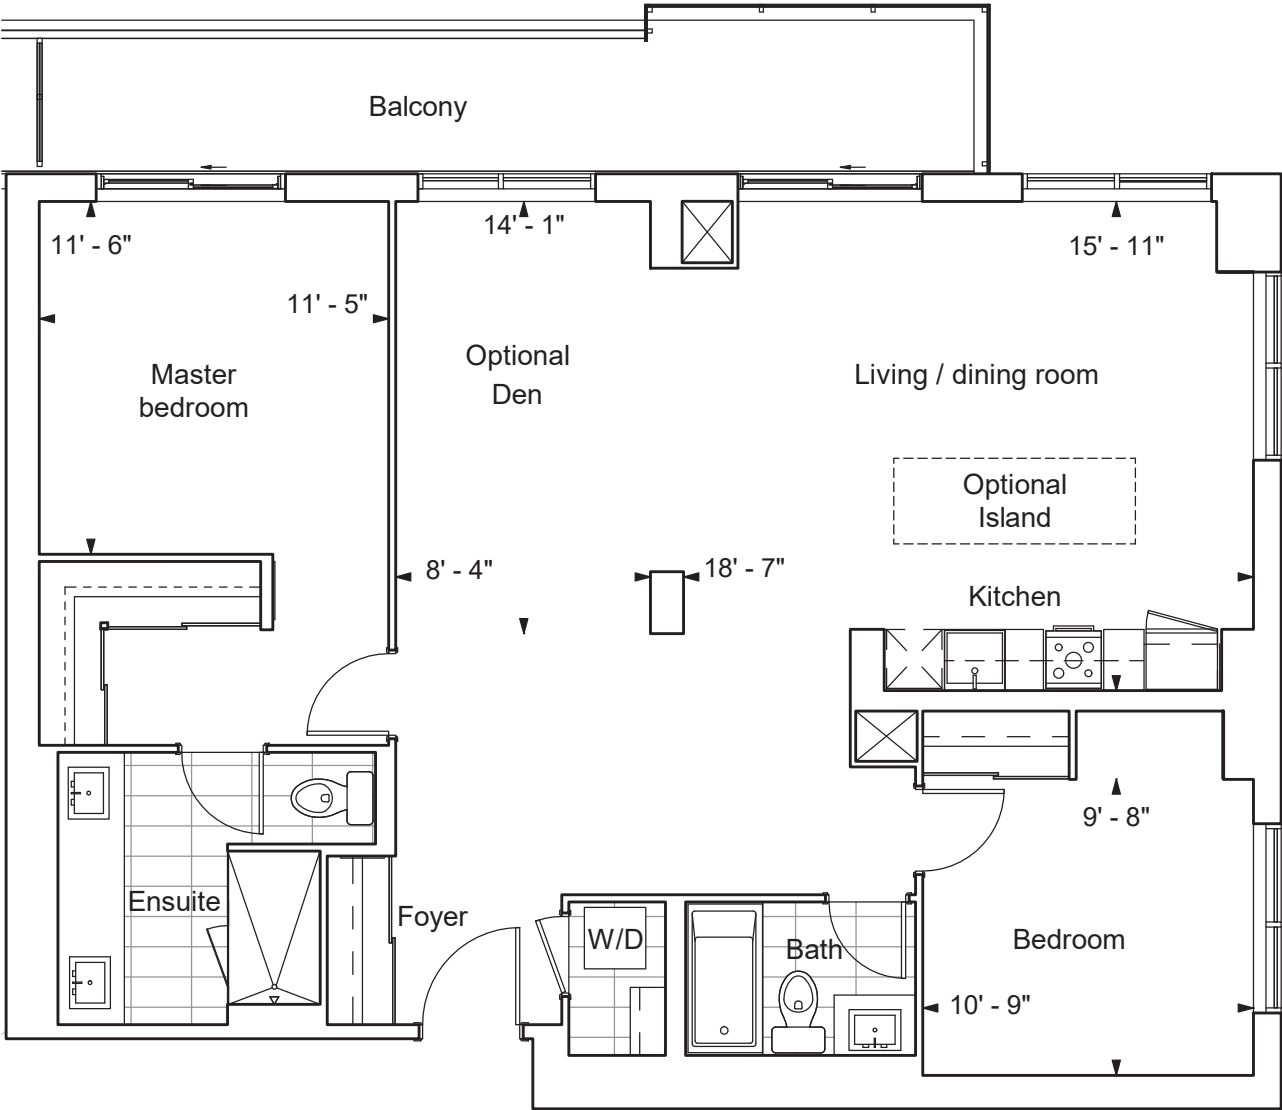 Balcony
11' - 6"
14' - 1"
15' - 11"
11' - 5"
Master
bedroom
Optional
Den
Living / dining room
Optional
Island
8' - 4"
18' - 7"
Kitchen
9' - 8"
Ensuite
Foyer
W/D
Bath
Bedroom
10' - 9"